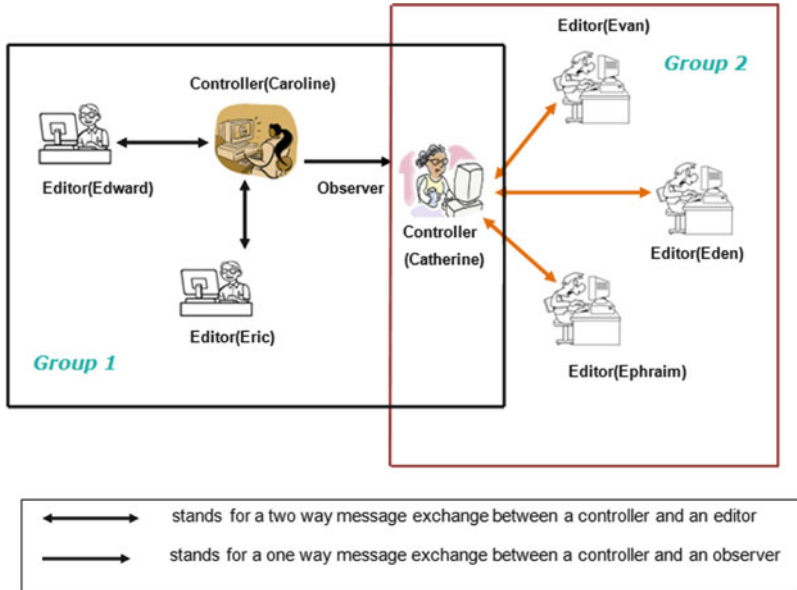 Editor(Evan)
Group 2
Controller(Caroline)
Editor(Edward)
Observer
Controller
(Catherine)
Editor(Eden)
Editor(Eric)
Group 1
Editor(Ephraim)
stands for a two way message exchange between a controller and an editor
stands for a one way message exchange between a controller and an observer